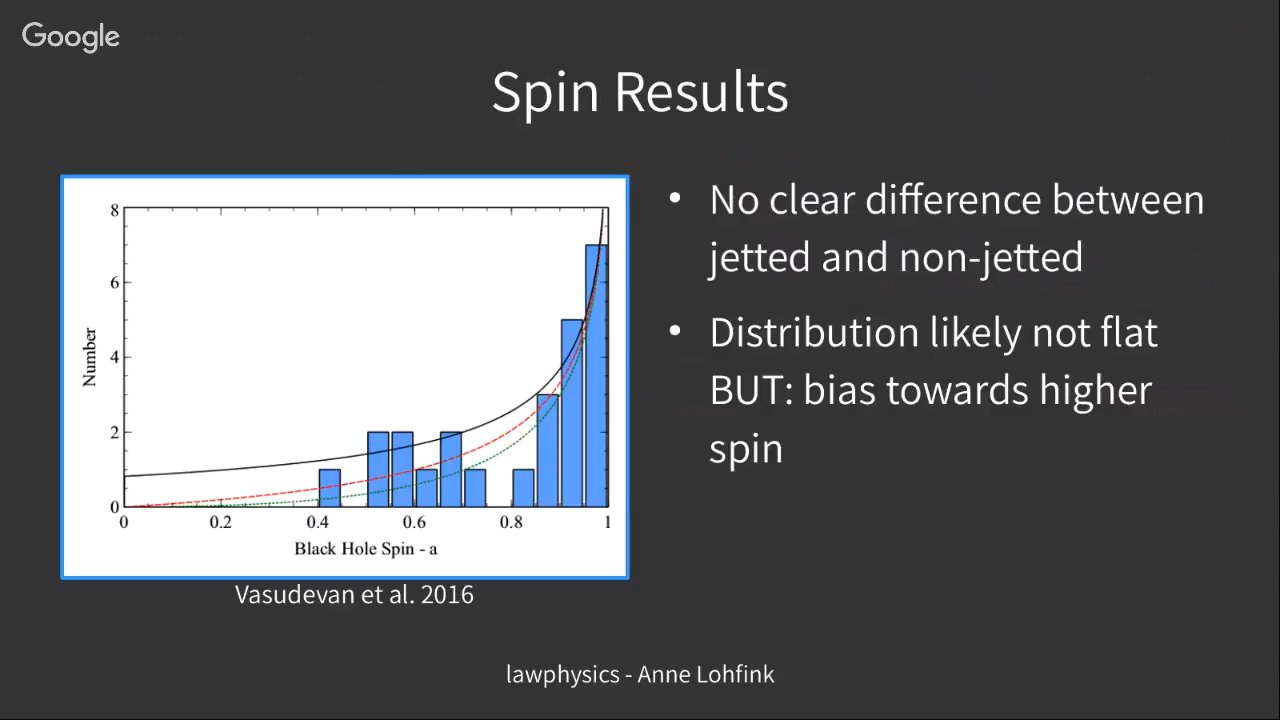 Google
Spin Results
8
6
4
2
0
Number
0 0.2 0.4 0.6 0.8 1
Black Hole Spin - a
Vasudevan et al. 2016
• No clear difference between
jetted and non-jetted
• Distribution likely not flat
BUT: bias towards higher
spin
lawphysics - Anne Lohfink